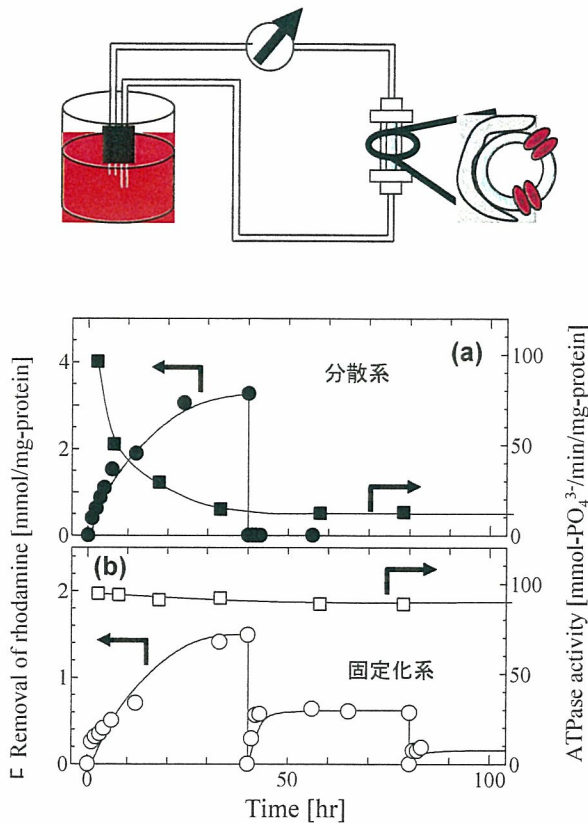 (a)
分散系
4
2
0
100
50
0
(b)
固定化系
2
1
0
100
50
0
0
50
100
Time [hr]
Removal of rhodamine [mmol/mg-protein]
ATPase activity [mmol-PO₄³⁻/min/mg-protein]